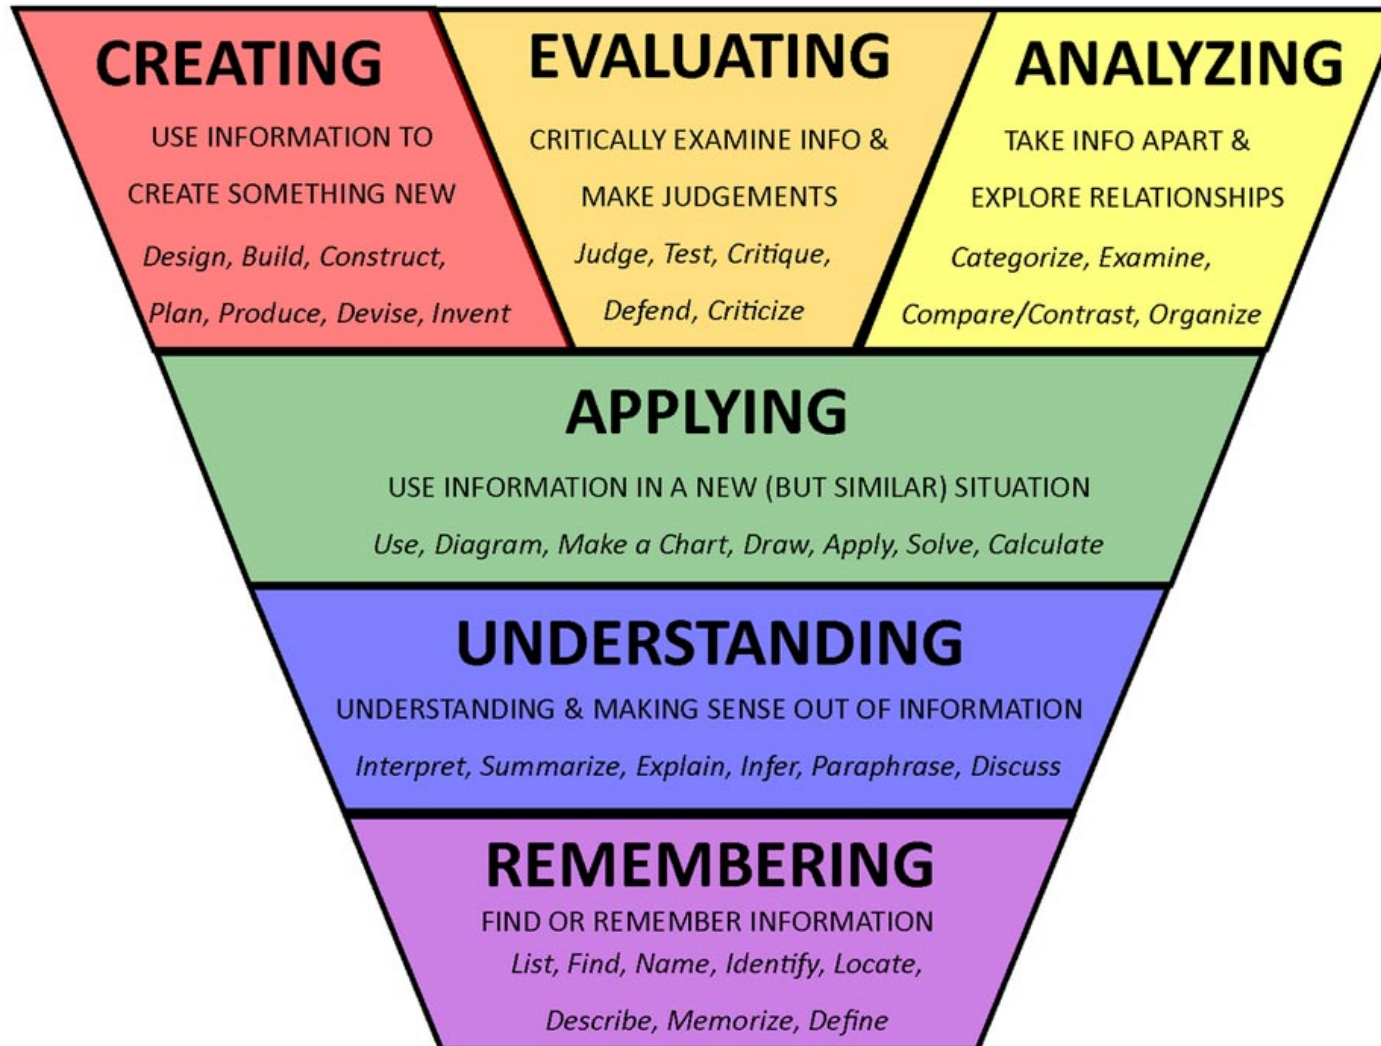 CREATING
USE INFORMATION TO
CREATE SOMETHING NEW
Design, Build, Construct,
Plan, Produce, Devise, Invent
EVALUATING
CRITICALLY EXAMINE INFO &
MAKE JUDGEMENTS
Judge, Test, Critique,
Defend, Criticize
ANALYZING
TAKE INFO APART &
EXPLORE RELATIONSHIPS
Categorize, Examine,
Compare/Contrast, Organize
APPLYING
USE INFORMATION IN A NEW (BUT SIMILAR) SITUATION
Use, Diagram, Make a Chart, Draw, Apply, Solve, Calculate
UNDERSTANDING
UNDERSTANDING & MAKING SENSE OUT OF INFORMATION
Interpret, Summarize, Explain, Infer, Paraphrase, Discuss
REMEMBERING
FIND OR REMEMBER INFORMATION
List, Find, Name, Identify, Locate,
Describe, Memorize, Define